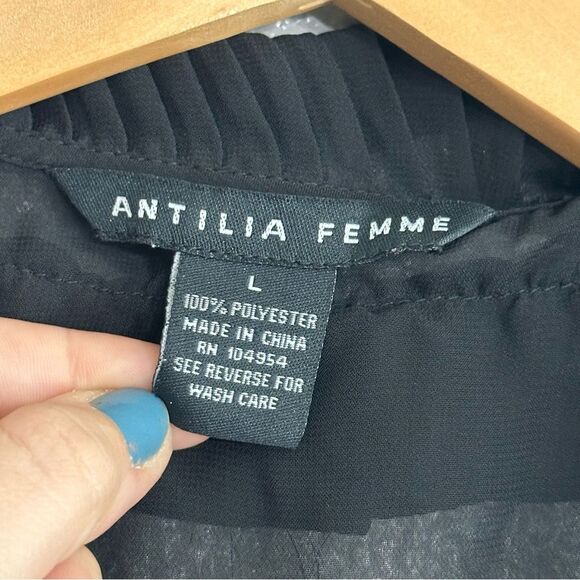 ANTILIA FEMME
L
100% POLYESTER
MADE IN CHINA
RN 104954
SEE REVERSE FOR
WASH CARE